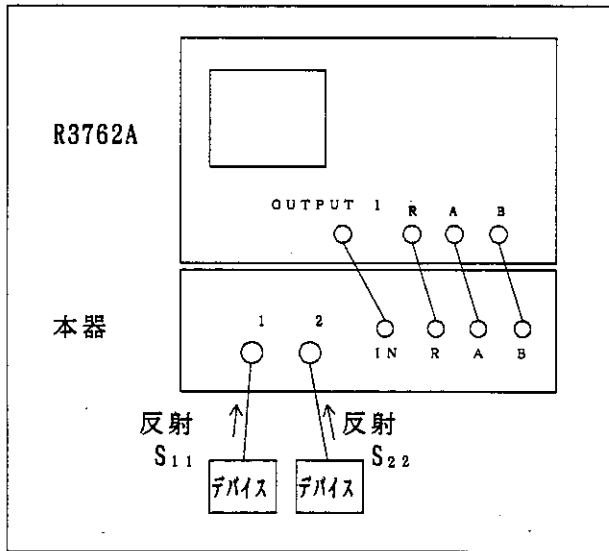 R3762A
OUTPUT 1 R A B
本器
1 2
IN R A B
反射 反射
S₁₁ S₂₂
デバイス デバイス